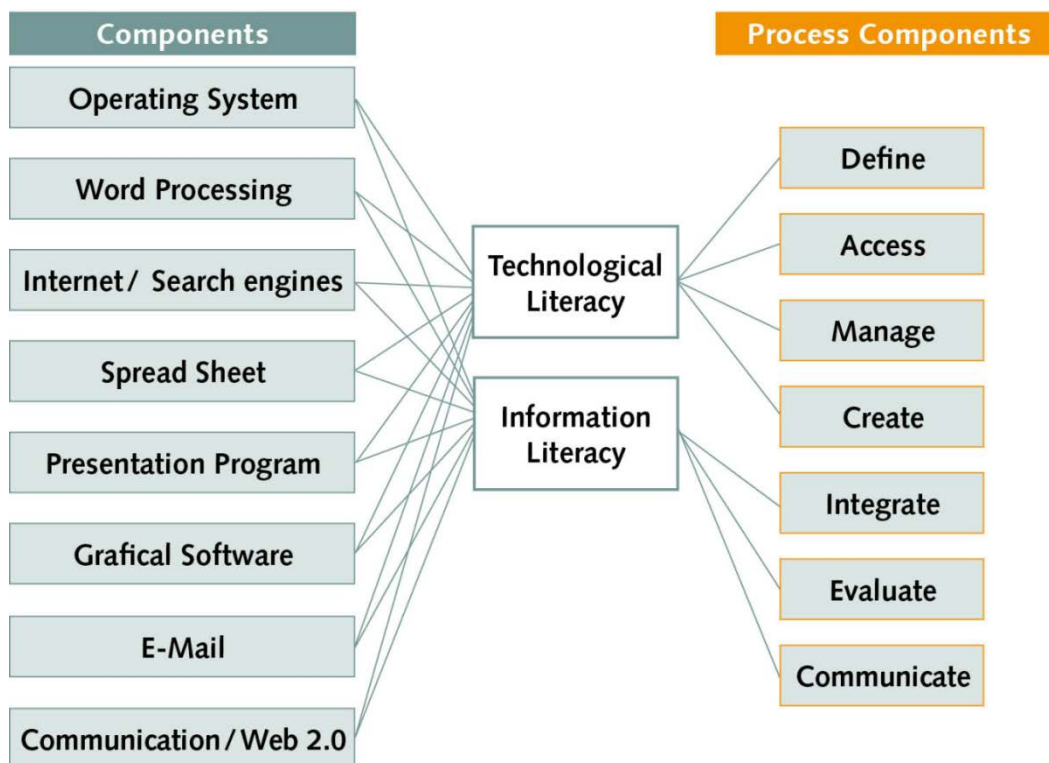 Components
Operating System
Word Processing
Internet/ Search engines
Spread Sheet
Presentation Program
Grafical Software
E-Mail
Communication/Web 2.0
Technological
Literacy
Information
Literacy
Process Components
Define
Access
Manage
Create
Integrate
Evaluate
Communicate